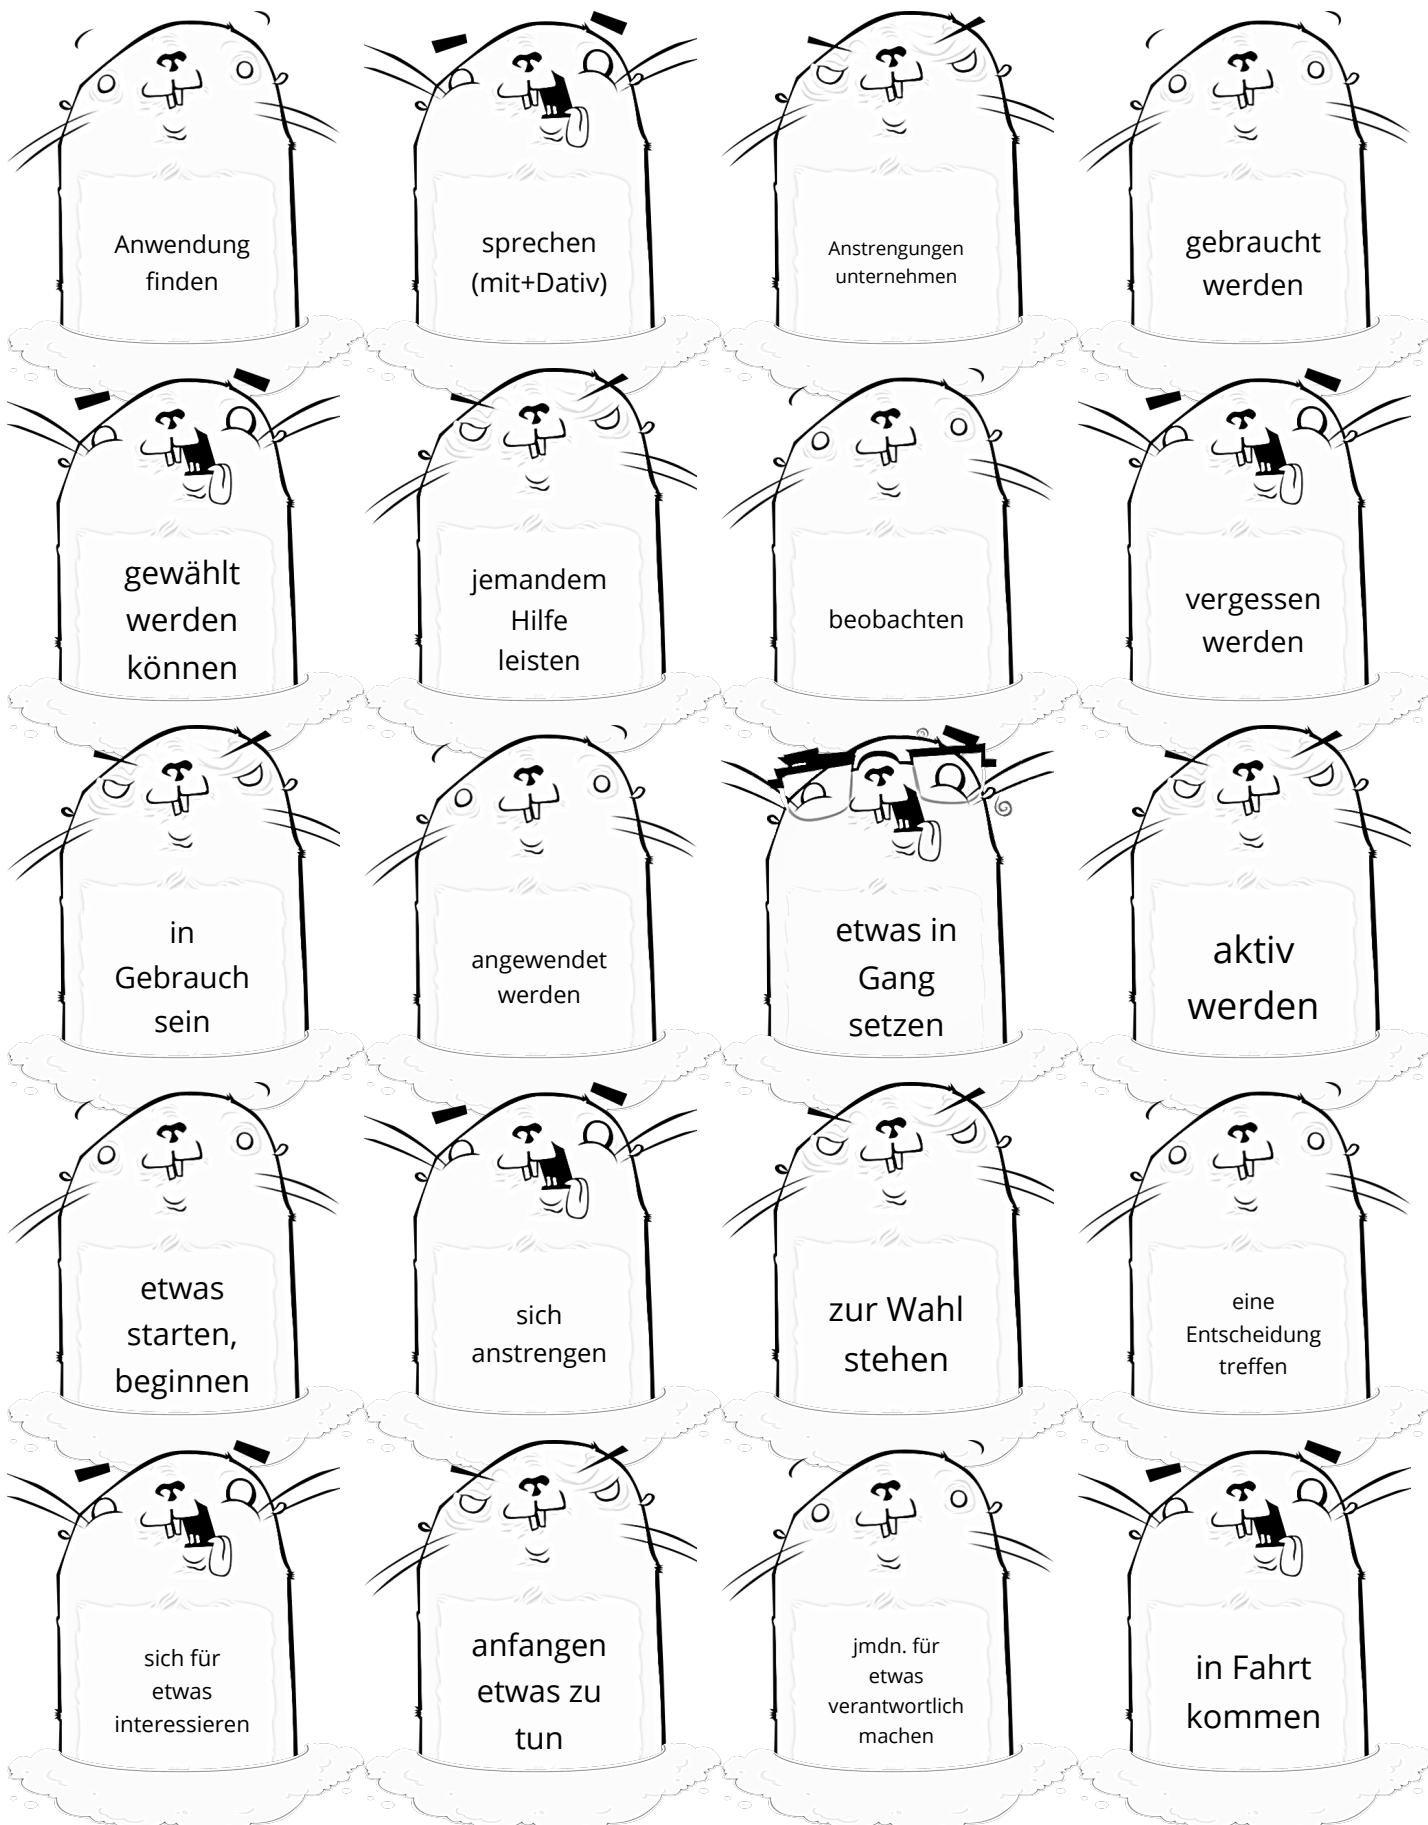 Anwendung
finden
sprechen
(mit+Dativ)
Anstrengungen
unternehmen
gebraucht
werden
gewählt
werden
können
jemandem
Hilfe
leisten
beobachten
vergessen
werden
in
Gebrauch
sein
angewendet
werden
etwas in
Gang
setzen
aktiv
werden
etwas
starten,
beginnen
sich
anstrengen
zur Wahl
stehen
eine
Entscheidung
treffen
sich für
etwas
interessieren
anfangen
etwas zu
tun
jmdn. für
etwas
verantwortlich
machen
in Fahrt
kommen